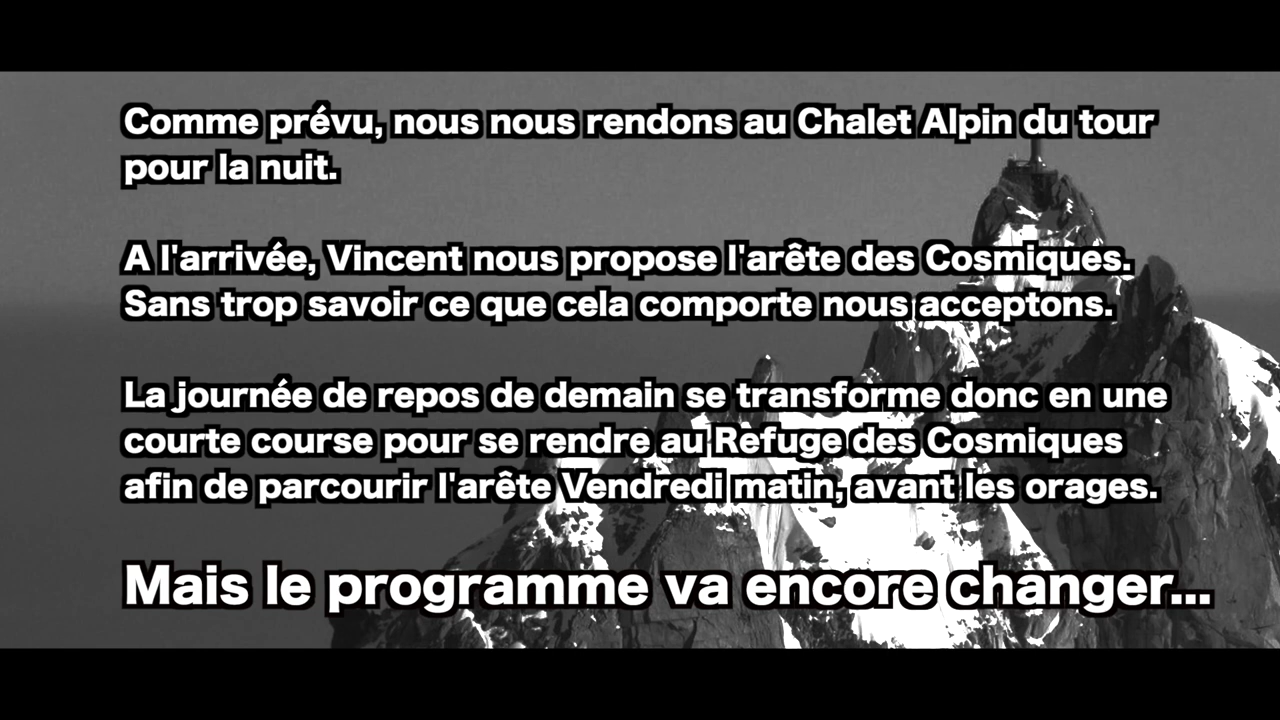 Comme prévu, nous nous rendons au Chalet Alpin du tour
pour la nuit.
A l'arrivée, Vincent nous propose l'arête des Cosmiques.
Sans trop savoir ce que cela comporte nous acceptons.
La journée de repos de demain se transforme donc en une
courte course pour se rendre au Refuge des Cosmiques
afin de parcourir l'arête Vendredi matin, avant les orages.
Mais le programme va encore changer...